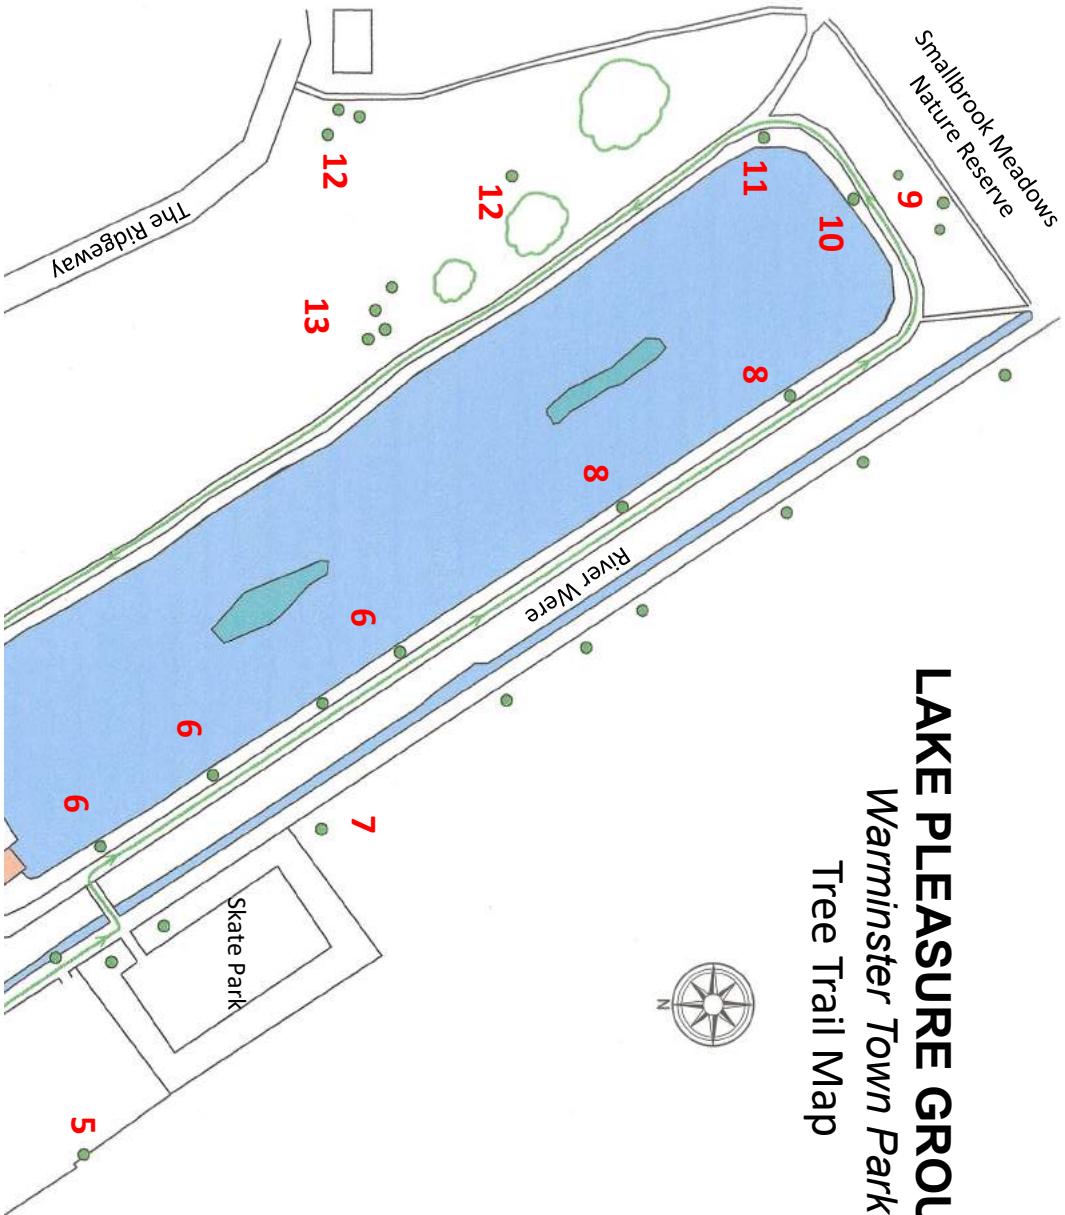 LAKE PLEASURE GROU
Warminster Town Park
Tree Trail Map
Smallbrook Meadows
Nature Reserve
9
10
11
12
12
13
8
8
The Ridgeway
River Were
6
6
6
7
Skate Park
N
5